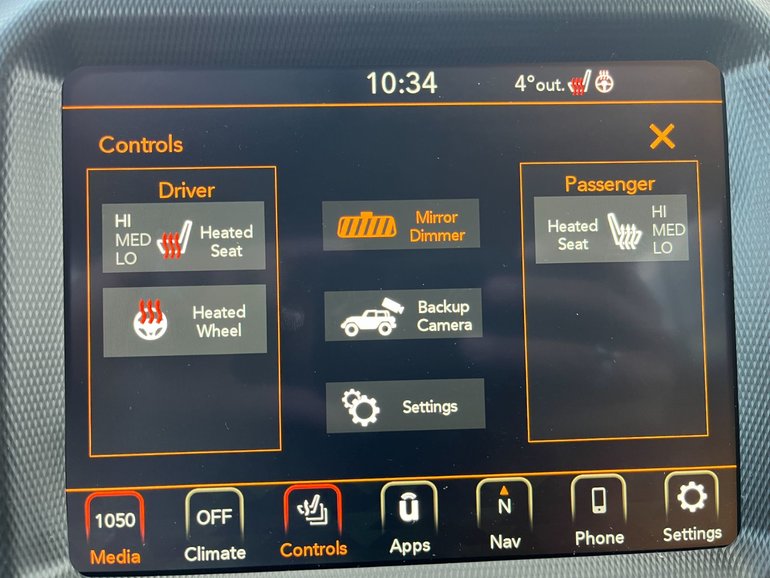 10:34 4°out.
Controls
Driver
HI
MED
LO
Heated
Seat
Heated
Wheel
Mirror
Dimmer
Backup
Camera
Settings
Passenger
Heated
Seat
HI
MED
LO
1050
Media
OFF
Climate
Controls
u
Apps
N
Nav
Phone
Settings